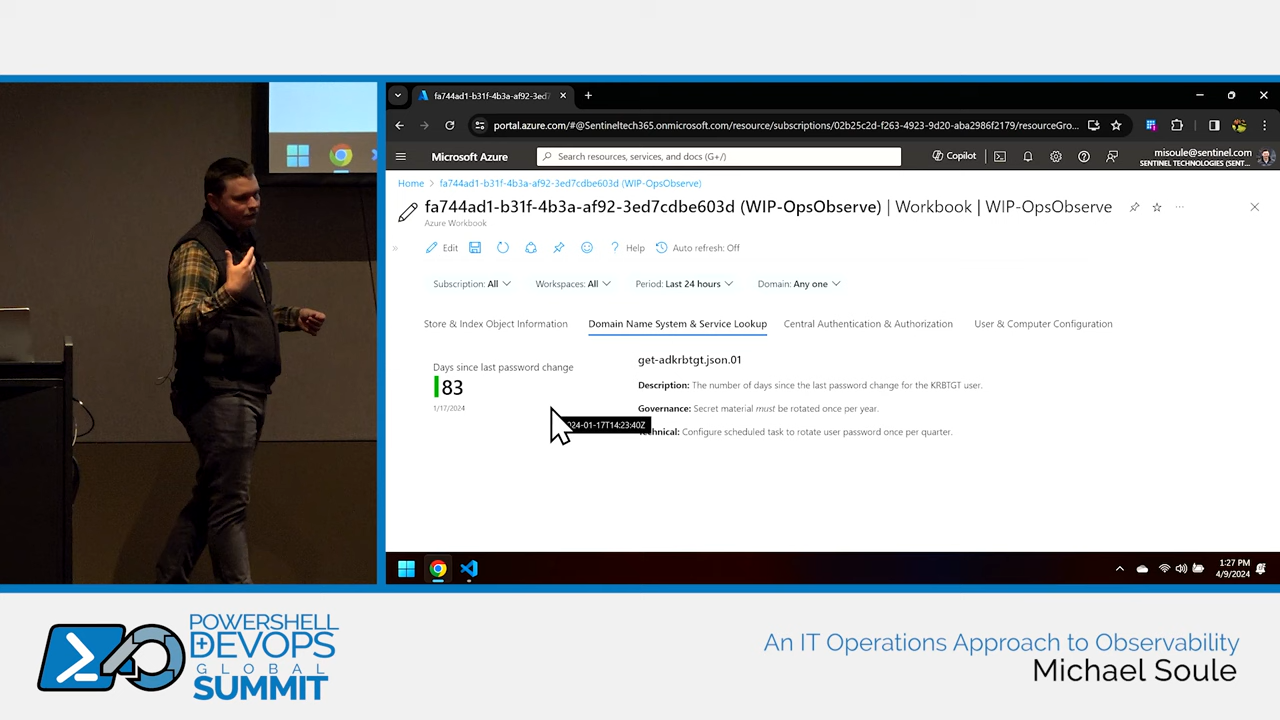 fa744ad1-b31f-4b3a-af92-3ed7
portal.azure.com/#@Sentineltech365.onmicrosoft.com/resource/subscriptions/02b25c2d-f263-4923-9d20-aba2986f2179/resourceGro...
Microsoft Azure
Search resources, services, and docs (G+/)
Copilot
misoule@sentinel.com
SENTINEL TECHNOLOGIES (SENT...
Home > fa744ad1-b31f-4b3a-af92-3ed7cdbe603d (WIP-OpsObserve)
fa744ad1-b31f-4b3a-af92-3ed7cdbe603d (WIP-OpsObserve) | Workbook | WIP-OpsObserve
Azure Workbook
Edit
Help
Auto refresh: Off
Subscription: All
Workspaces: All
Period: Last 24 hours
Domain: Any one
Store & Index Object Information
Domain Name System & Service Lookup
Central Authentication & Authorization
User & Computer Configuration
Days since last password change
83
1/17/2024
get-adkrbtgt.json.01
Description: The number of days since the last password change for the KRBTGT user.
Governance: Secret material must be rotated once per year.
024-01-17T14:23:40Z
hnical: Configure scheduled task to rotate user password once per quarter.
1:27 PM
4/9/2024
POWERSHELL
+DEVOPS
GLOBAL
SUMMIT
An IT Operations Approach to Observability
Michael Soule